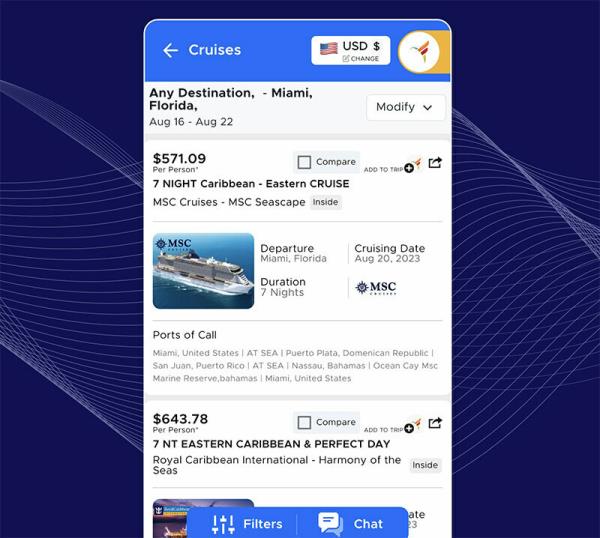 Cruises
USD $
CHANGE
Any Destination, - Miami,
Florida,
Aug 16 - Aug 22
Modify
$571.09
Per Person*
Compare
ADD TO TRIP
7 NIGHT Caribbean - Eastern CRUISE
MSC Cruises - MSC Seascape
Inside
MSC
CRUISES
Departure
Miami, Florida
Cruising Date
Aug 20, 2023
Duration
7 Nights
MSC
CRUISES
Ports of Call
Miami, United States | AT SEA | Puerto Plata, Domenican Republic |
San Juan, Puerto Rico | AT SEA | Nassau, Bahamas | Ocean Cay Msc
Marine Reserve,bahamas | Miami, United States
$643.78
Per Person*
Compare
ADD TO TRIP
7 NT EASTERN CARIBBEAN & PERFECT DAY
Royal Caribbean International - Harmony of the
Seas
Inside
Filters
Chat